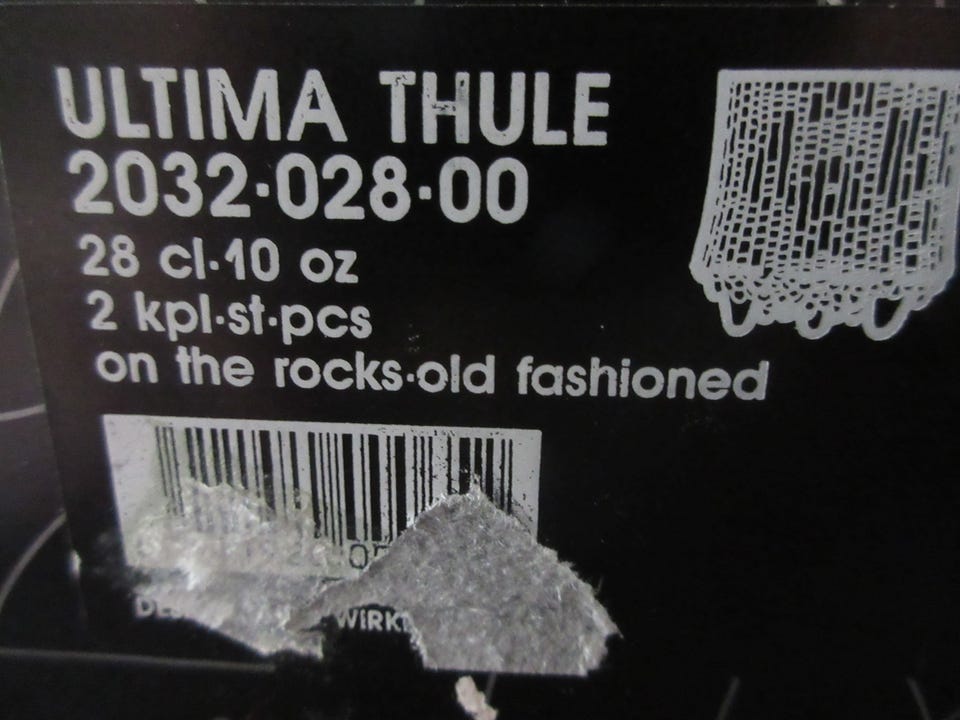 ULTIMA THULE
2032·028·00
28 cl·10 oz
2 kpl·st·pcs
on the rocks·old fashioned